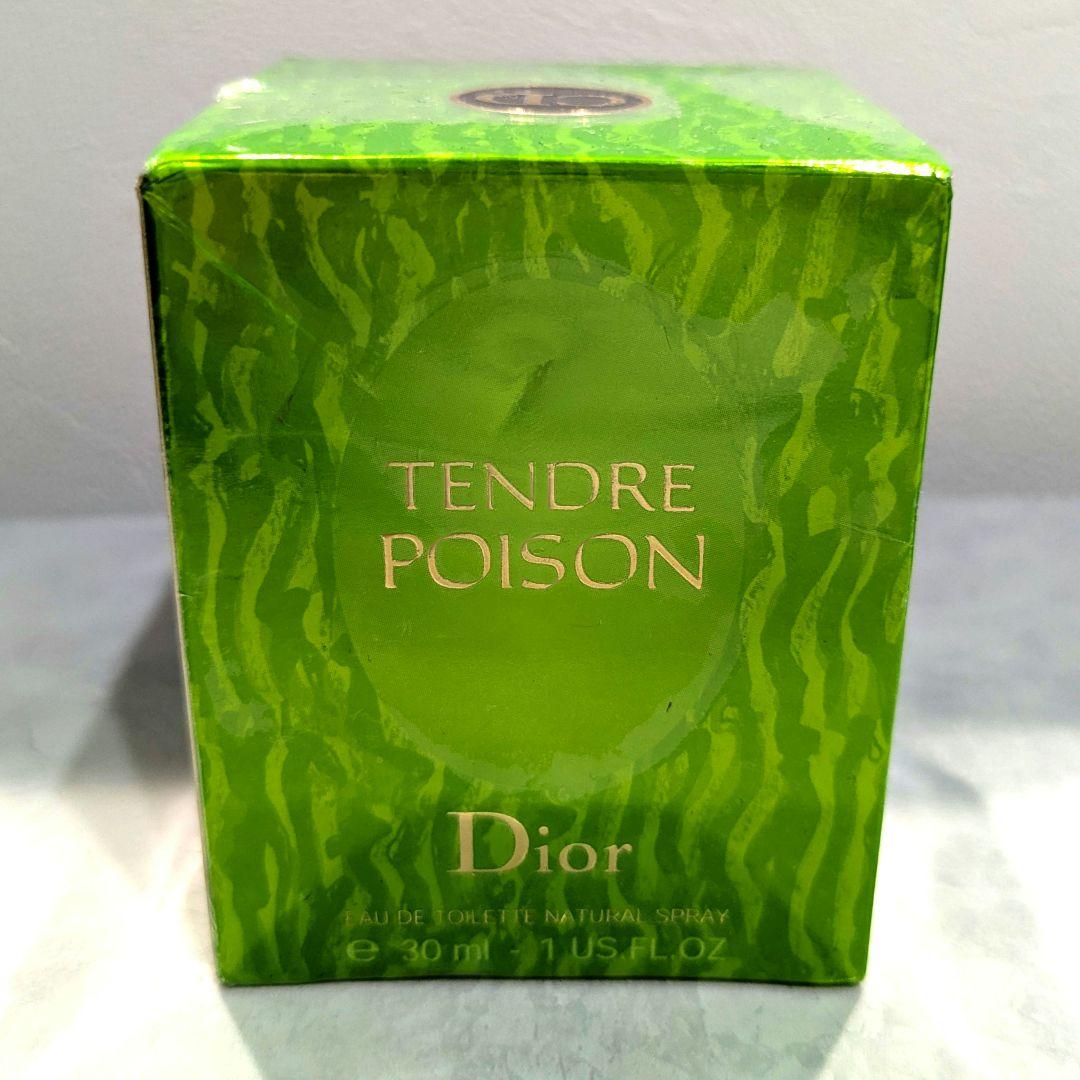 TENDRE
POISON
Dior
EAU DE TOILETTE NATURAL SPRAY
e 30 ml - 1 US.FL.OZ